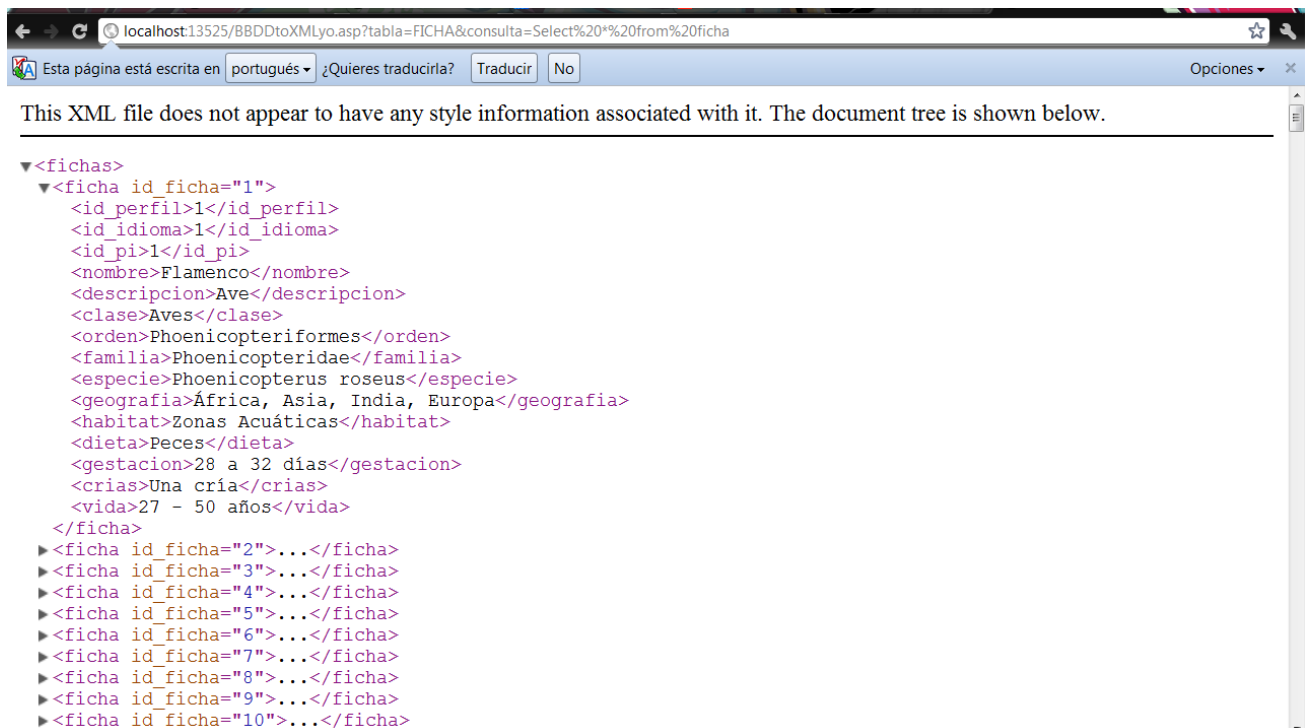 localhost:13525/BBDDtoXMLyo.asp?tabla=FICHA&consulta=Select%20*%20from%20ficha
Esta página está escrita en portugués ¿Quieres traducirla? Traducir No Opciones
This XML file does not appear to have any style information associated with it. The document tree is shown below.
▼<fichas>
▼<ficha id_ficha="1">
<id_perfil>1</id_perfil>
<id_idioma>1</id_idioma>
<id_pi>1</id_pi>
<nombre>Flamenco</nombre>
<descripcion>Ave</descripcion>
<clase>Aves</clase>
<orden>Phoenicopteriformes</orden>
<familia>Phoenicopteridae</familia>
<especie>Phoenicopterus roseus</especie>
<geografia>África, Asia, India, Europa</geografia>
<habitat>Zonas Acuáticas</habitat>
<dieta>Peces</dieta>
<gestacion>28 a 32 días</gestacion>
<crias>Una cría</crias>
<vida>27 - 50 años</vida>
</ficha>
▶<ficha id_ficha="2">...</ficha>
▶<ficha id_ficha="3">...</ficha>
▶<ficha id_ficha="4">...</ficha>
▶<ficha id_ficha="5">...</ficha>
▶<ficha id_ficha="6">...</ficha>
▶<ficha id_ficha="7">...</ficha>
▶<ficha id_ficha="8">...</ficha>
▶<ficha id_ficha="9">...</ficha>
▶<ficha id_ficha="10">...</ficha>